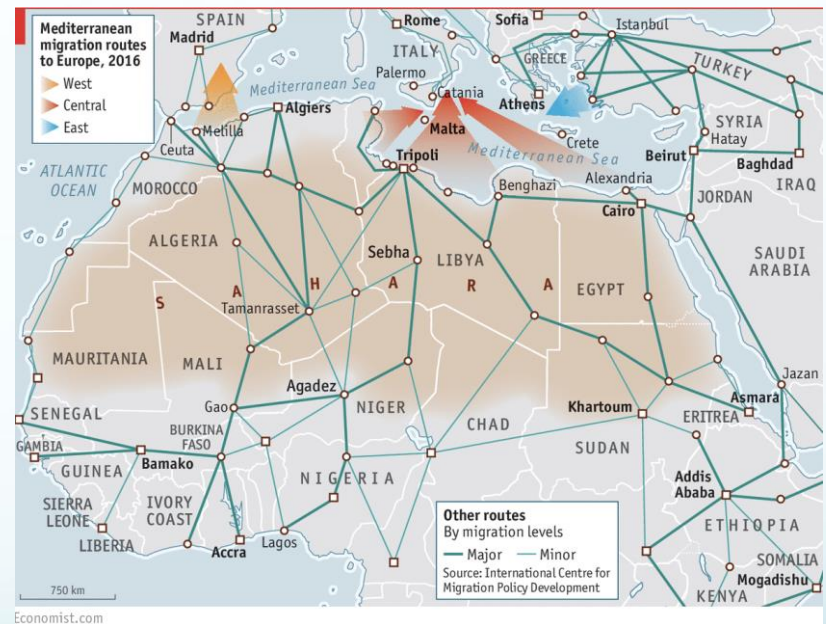 Mediterranean
migration routes
to Europe, 2016
West
Central
East
SPAIN
Madrid
Rome
ITALY
Sofia
Istanbul
GREECE
TURKEY
Palermo
Catania
Athens
Mediterranean Sea
Algiers
Melilla
Ceuta
Malta
Crete
SYRIA
Hatay
ATLANTIC
OCEAN
Tripoli
Mediterranean Sea
Beirut
Baghdad
MOROCCO
Benghazi
Alexandria
IRAQ
Cairo
JORDAN
ALGERIA
Sebha
LIBYA
SAUDI
ARABIA
EGYPT
S A H A R A
Tamanrasset
MAURITANIA
MALI
Agadez
Jazan
Gao
NIGER
Asmara
SENEGAL
CHAD
Khartoum
ERITREA
BURKINA
FASO
GAMBIA
SUDAN
Bamako
GUINEA
NIGERIA
Addis
Ababa
SIERRA
LEONE
IVORY
COAST
Other routes
By migration levels
Major
Minor
Source: International Centre for
Migration Policy Development
ETHIOPIA
LIBERIA
Accra
Lagos
SOMALIA
Mogadishu
KENYA
750 km
Economist.com